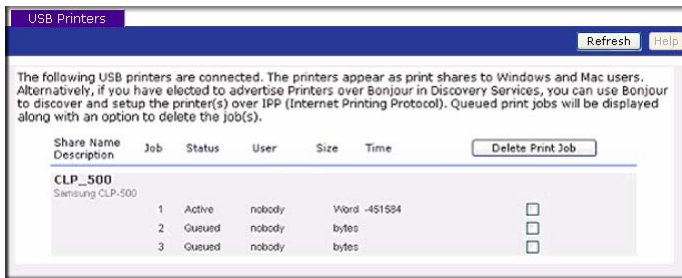 USB Printers
Refresh Help
The following USB printers are connected. The printers appear as print shares to Windows and Mac users.
Alternatively, if you have elected to advertise Printers over Bonjour in Discovery Services, you can use Bonjour
to discover and setup the printer(s) over IPP (Internet Printing Protocol). Queued print jobs will be displayed
along with an option to delete the job(s).
Share Name Job Status User Size Time Delete Print Job
Description
CLP_500
Samsung CLP-500
1 Active nobody Word -451584
2 Queued nobody bytes
3 Queued nobody bytes